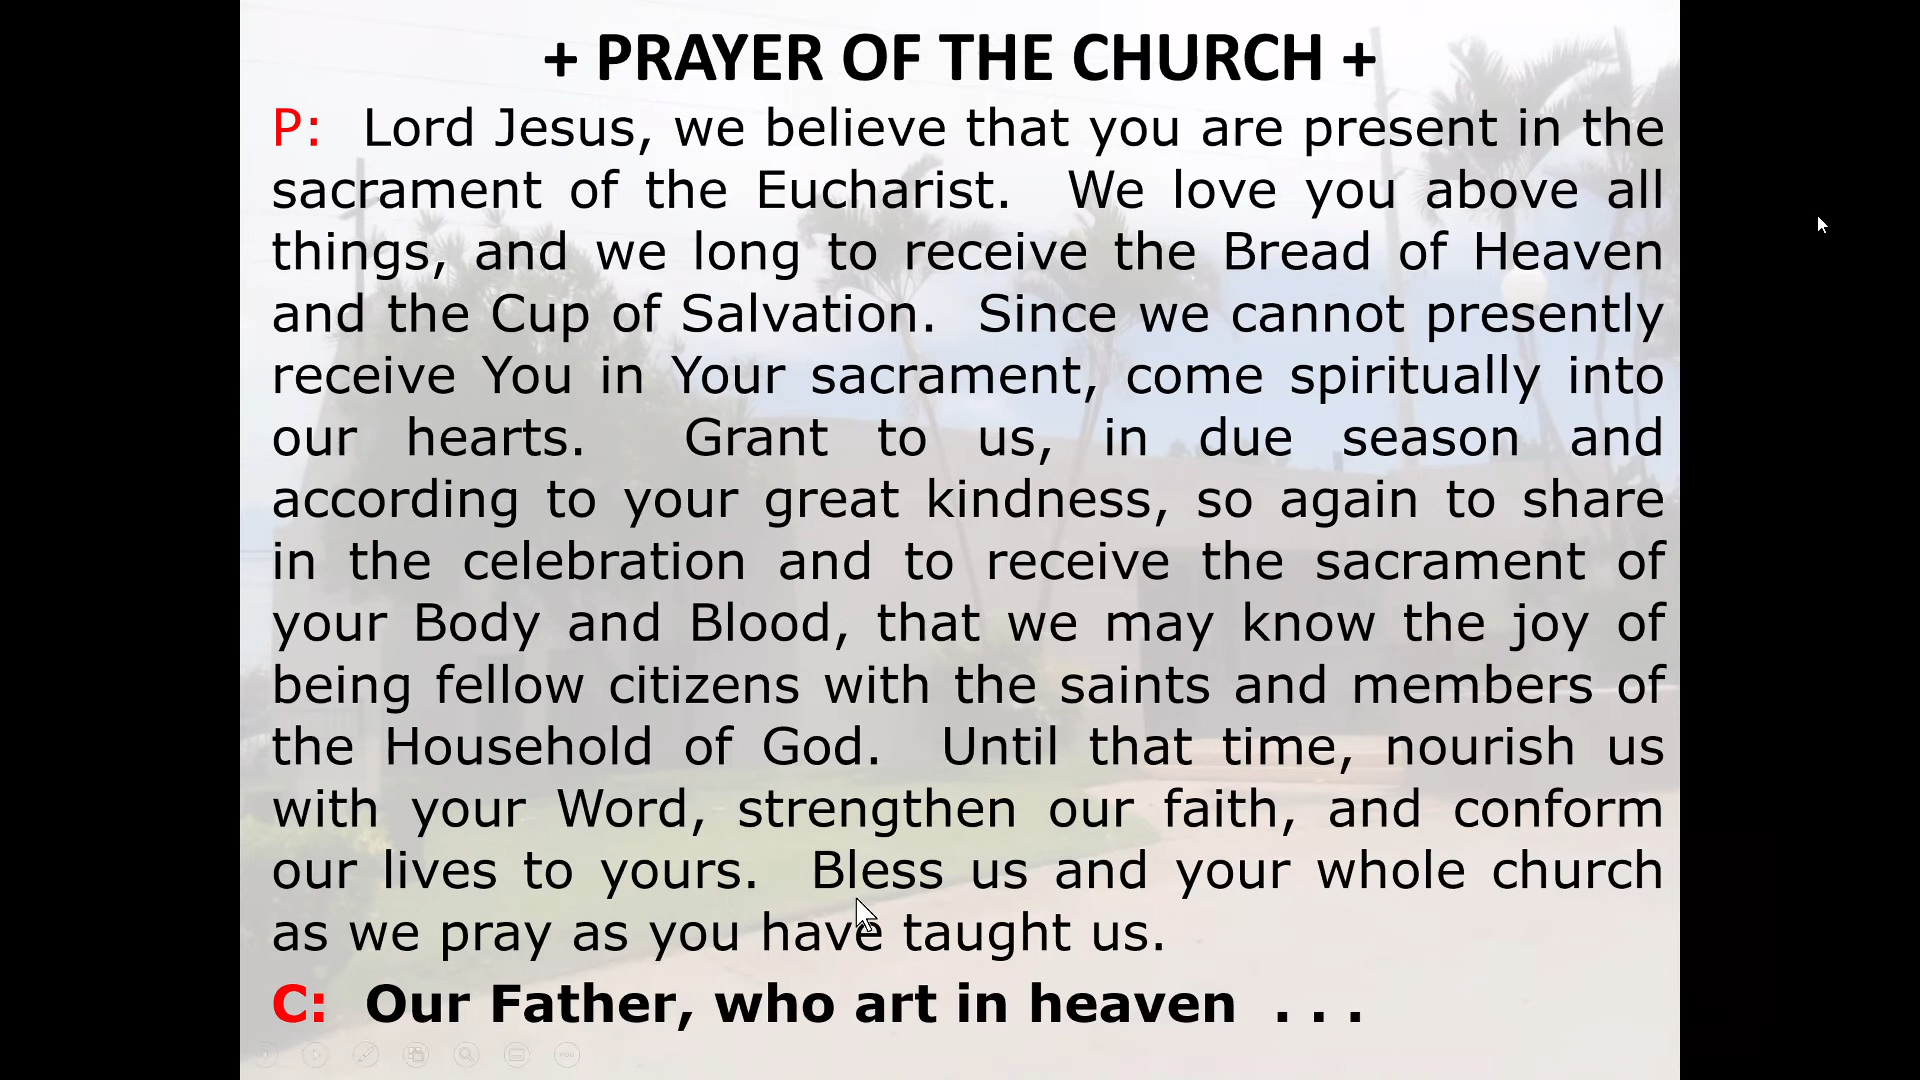 + PRAYER OF THE CHURCH +
P: Lord Jesus, we believe that you are present in the
sacrament of the Eucharist. We love you above all
things, and we long to receive the Bread of Heaven
and the Cup of Salvation. Since we cannot presently
receive You in Your sacrament, come spiritually into
our hearts. Grant to us, in due season and
according to your great kindness, so again to share
in the celebration and to receive the sacrament of
your Body and Blood, that we may know the joy of
being fellow citizens with the saints and members of
the Household of God. Until that time, nourish us
with your Word, strengthen our faith, and conform
our lives to yours. Bless us and your whole church
as we pray as you have taught us.
C: Our Father, who art in heaven . . .